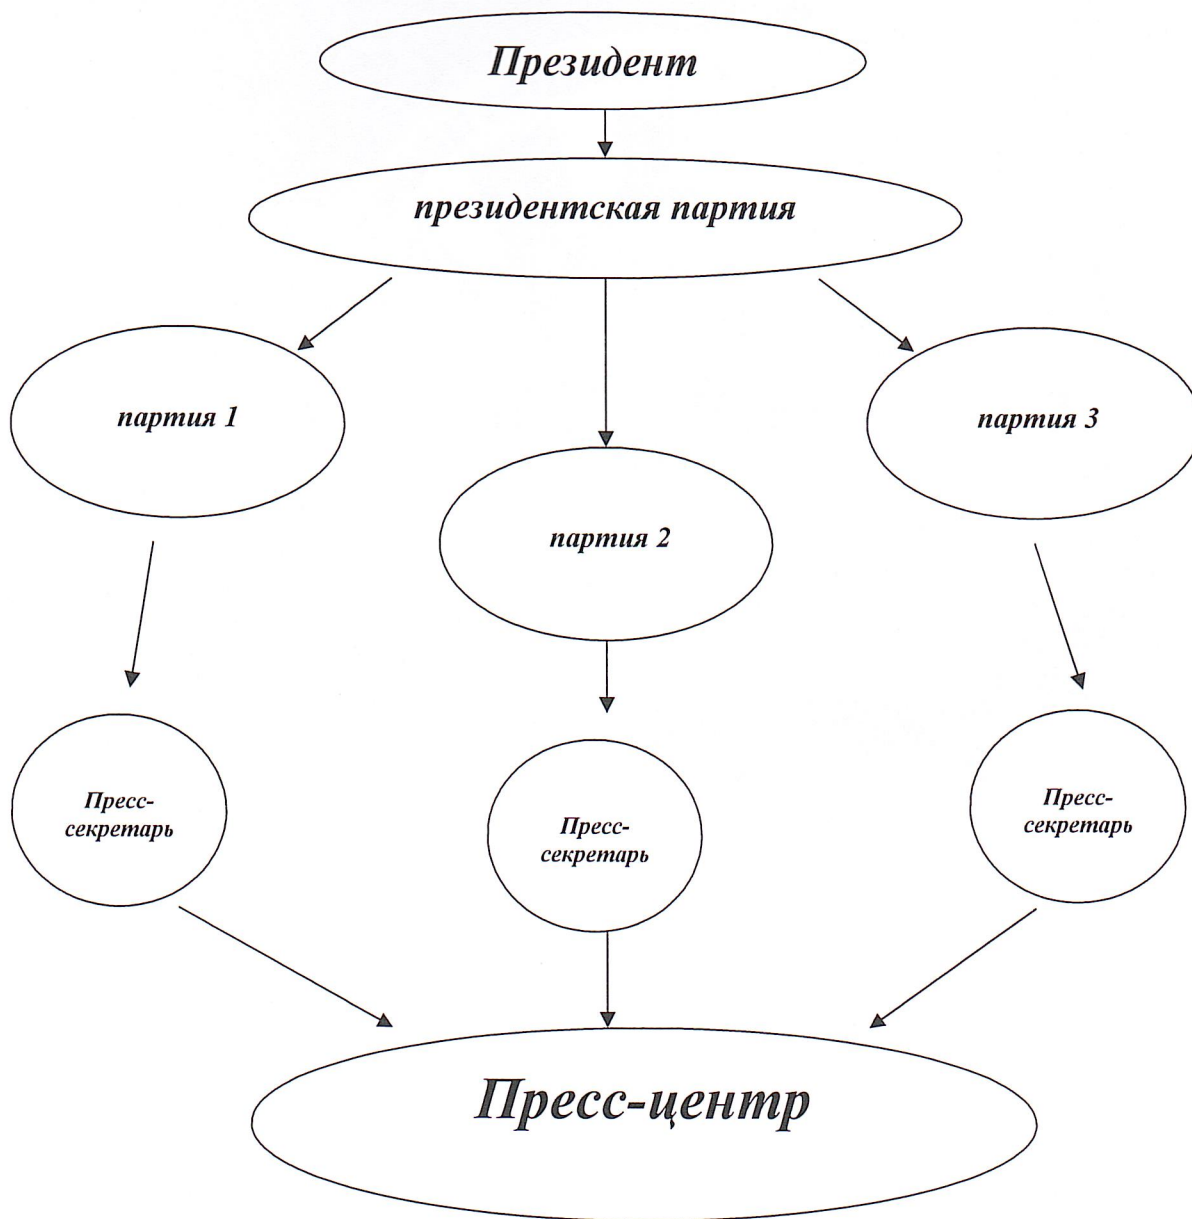 Президент
президентская партия
партия 1
партия 3
партия 2
Пресс-
секретарь
Пресс-
секретарь
Пресс-
секретарь
Пресс-центр